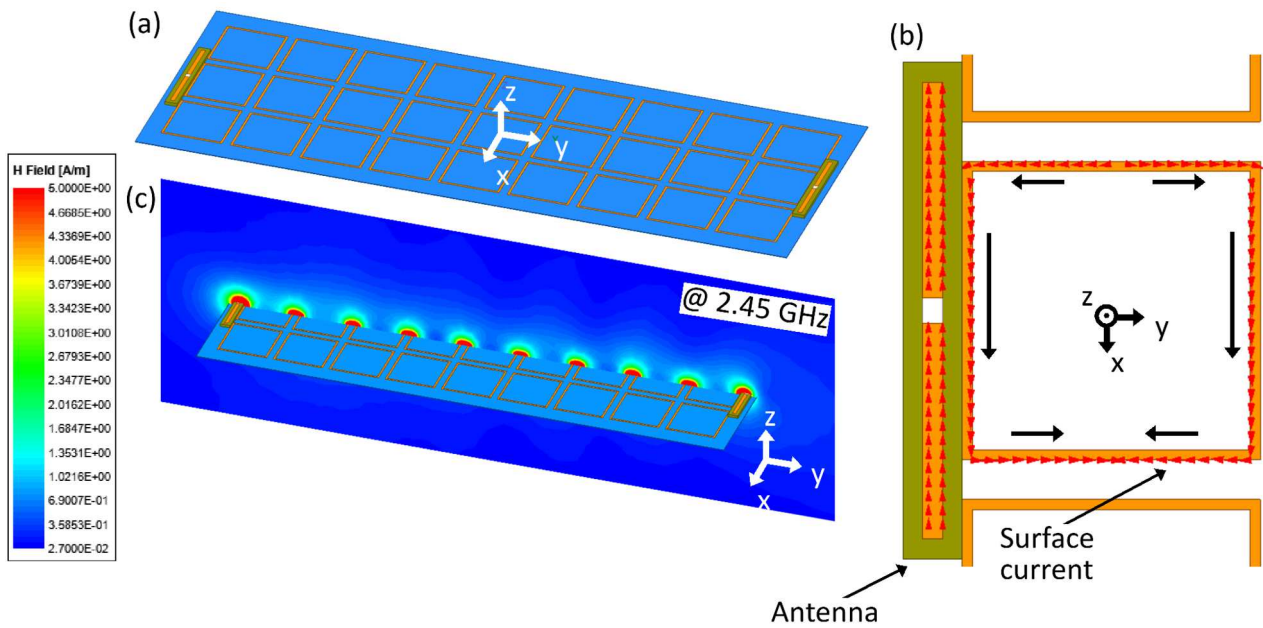 (a)
z
y
x
(b)
H Field [A/m]
5.0000E+00
4.6685E+00
4.3369E+00
4.0054E+00
3.6738E+00
3.3423E+00
3.0108E+00
2.6793E+00
2.3477E+00
2.0162E+00
1.6847E+00
1.3531E+00
1.0216E+00
6.9007E-01
3.5853E-01
2.7000E-02
(c)
@ 2.45 GHz
z
y
x
z
y
x
Surface
current
Antenna